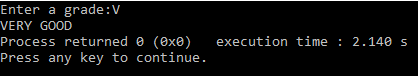 Enter a grade:V
VERY GOOD
Process returned 0 (0x0)   execution time : 2.140 s
Press any key to continue.